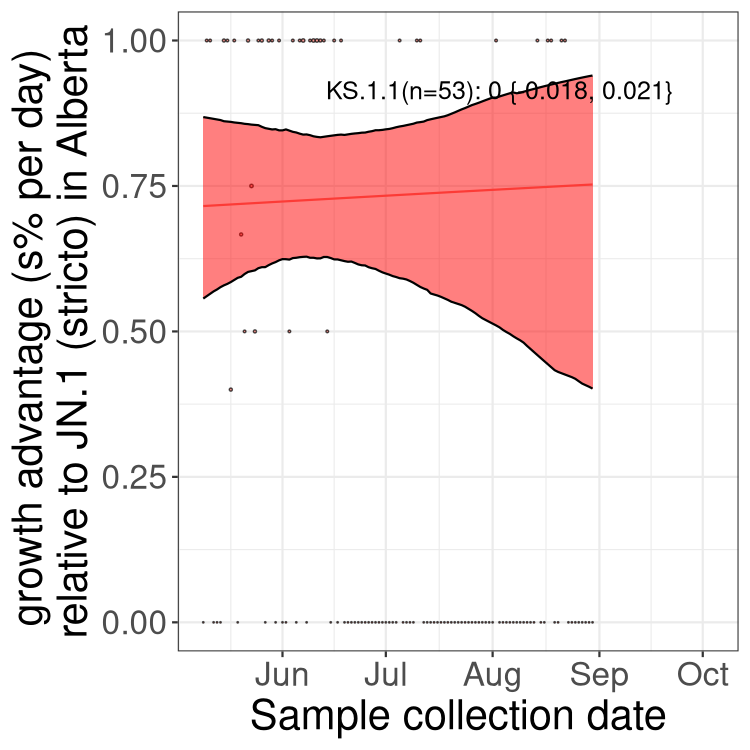 growth advantage (s% per day)
relative to JN.1 (stricto) in Alberta
1.00
0.75
0.50
0.25
0.00
KS.1.1(n=53): 0 {-0.018, 0.021}
Jun Jul Aug Sep Oct
Sample collection date